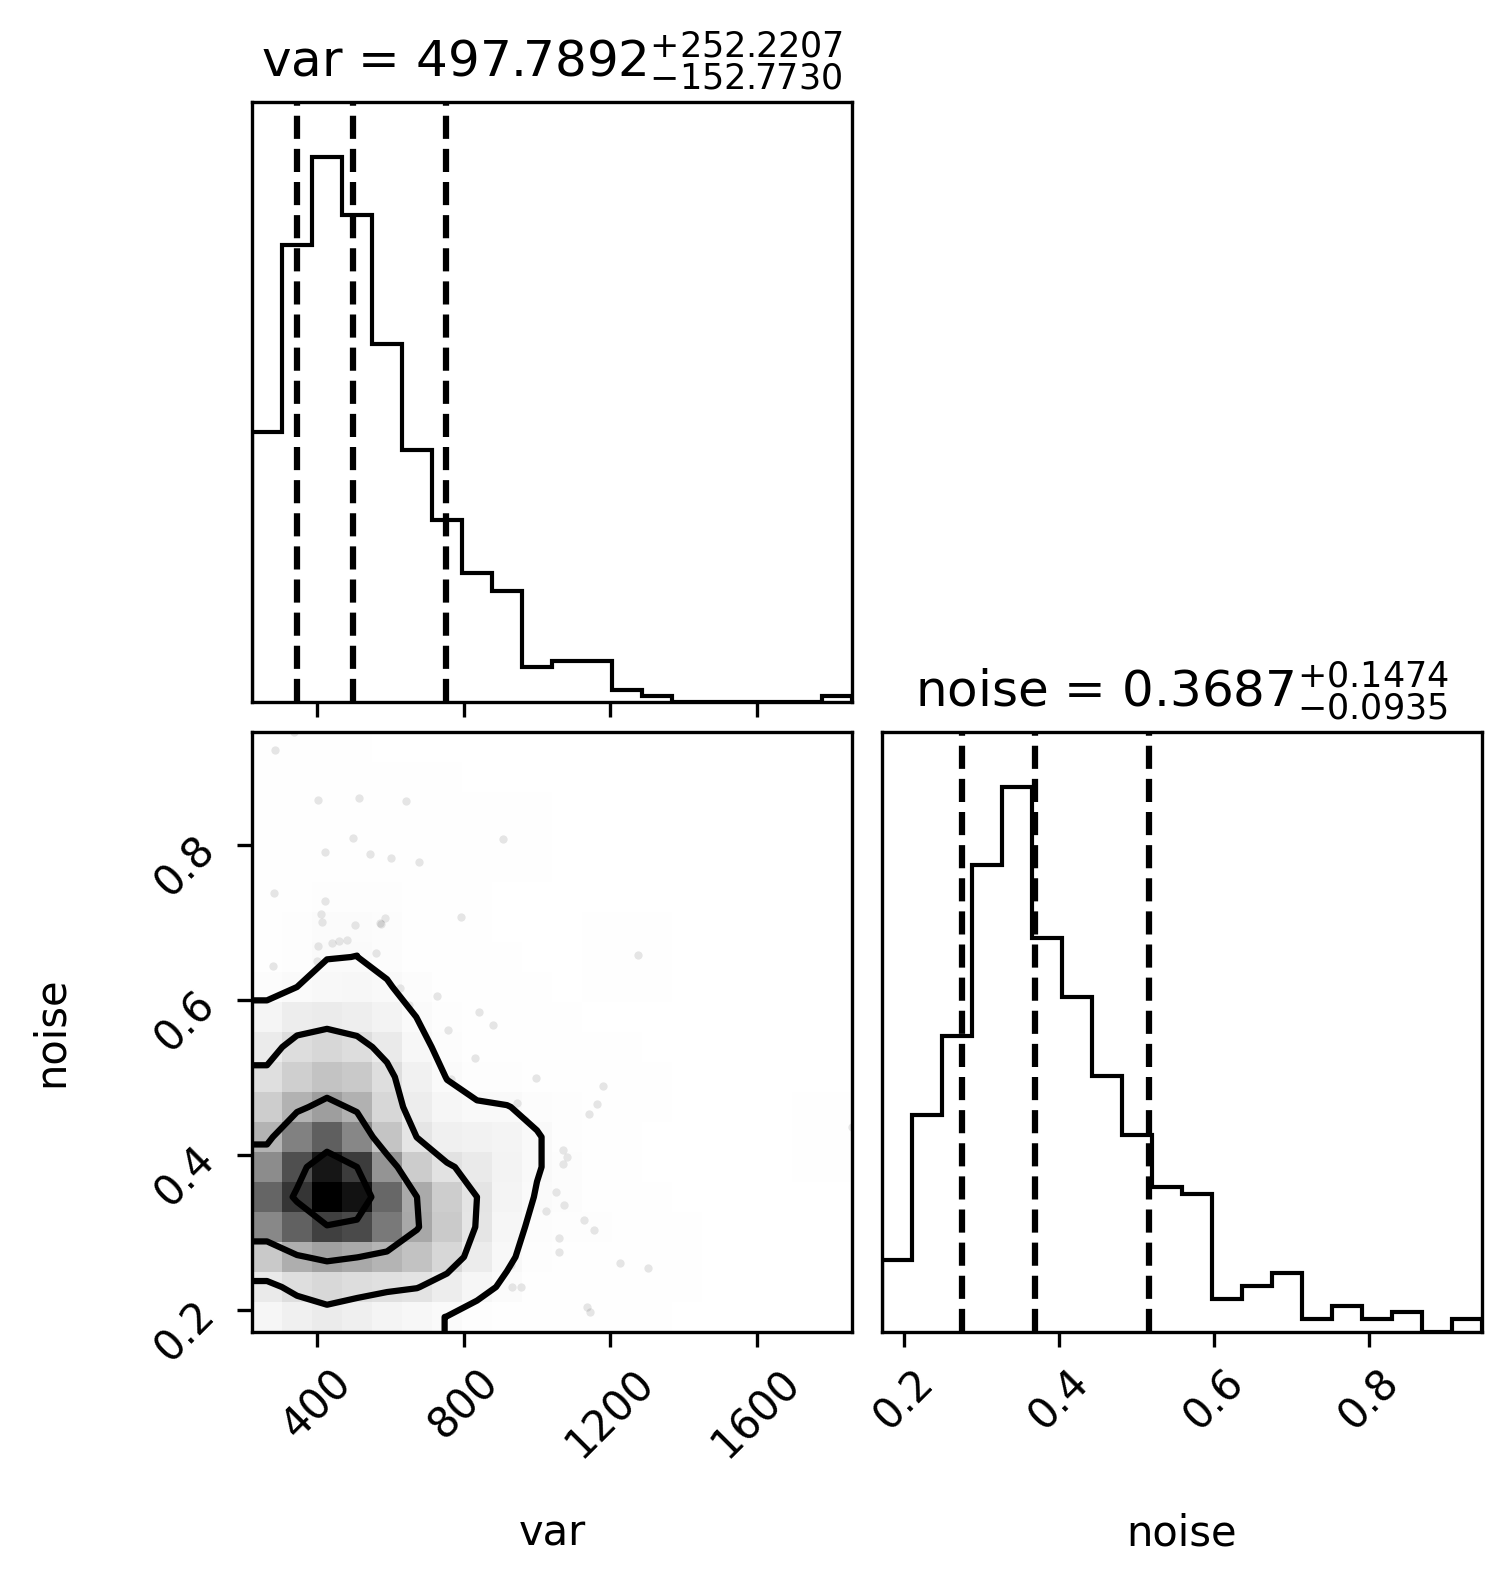 var = 497.7892 +252.2207 −152.7730
noise = 0.3687 +0.1474 −0.0935
noise
0.8
0.6
0.4
0.2
400 800 1200 1600
0.2 0.4 0.6 0.8
var
noise